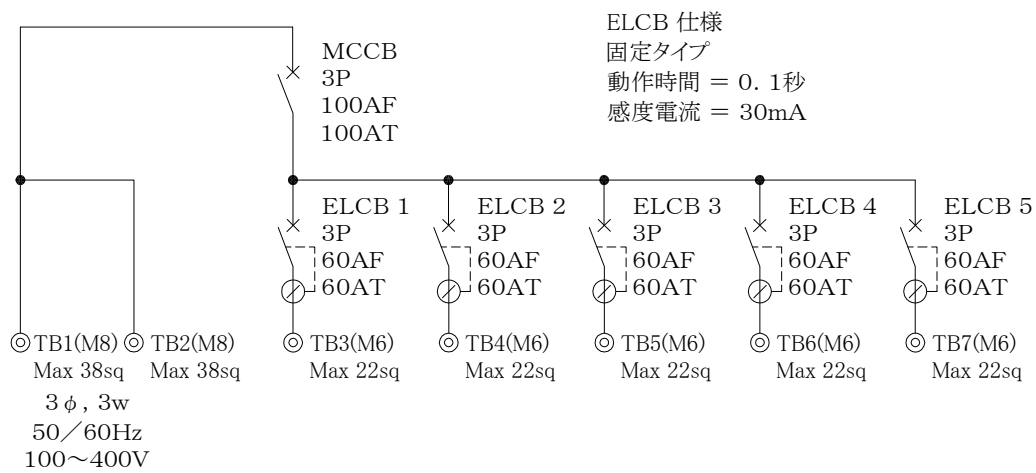 ELCB 仕様
固定タイプ
動作時間 = 0. 1秒
感度電流 = 30mA
MCCB
3P
100AF
100AT
ELCB 1
3P
60AF
60AT
ELCB 2
3P
60AF
60AT
ELCB 3
3P
60AF
60AT
ELCB 4
3P
60AF
60AT
ELCB 5
3P
60AF
60AT
TB1(M8)
Max 38sq
3φ, 3w
50/60Hz
100~400V
TB2(M8)
Max 38sq
TB3(M6)
Max 22sq
TB4(M6)
Max 22sq
TB5(M6)
Max 22sq
TB6(M6)
Max 22sq
TB7(M6)
Max 22sq